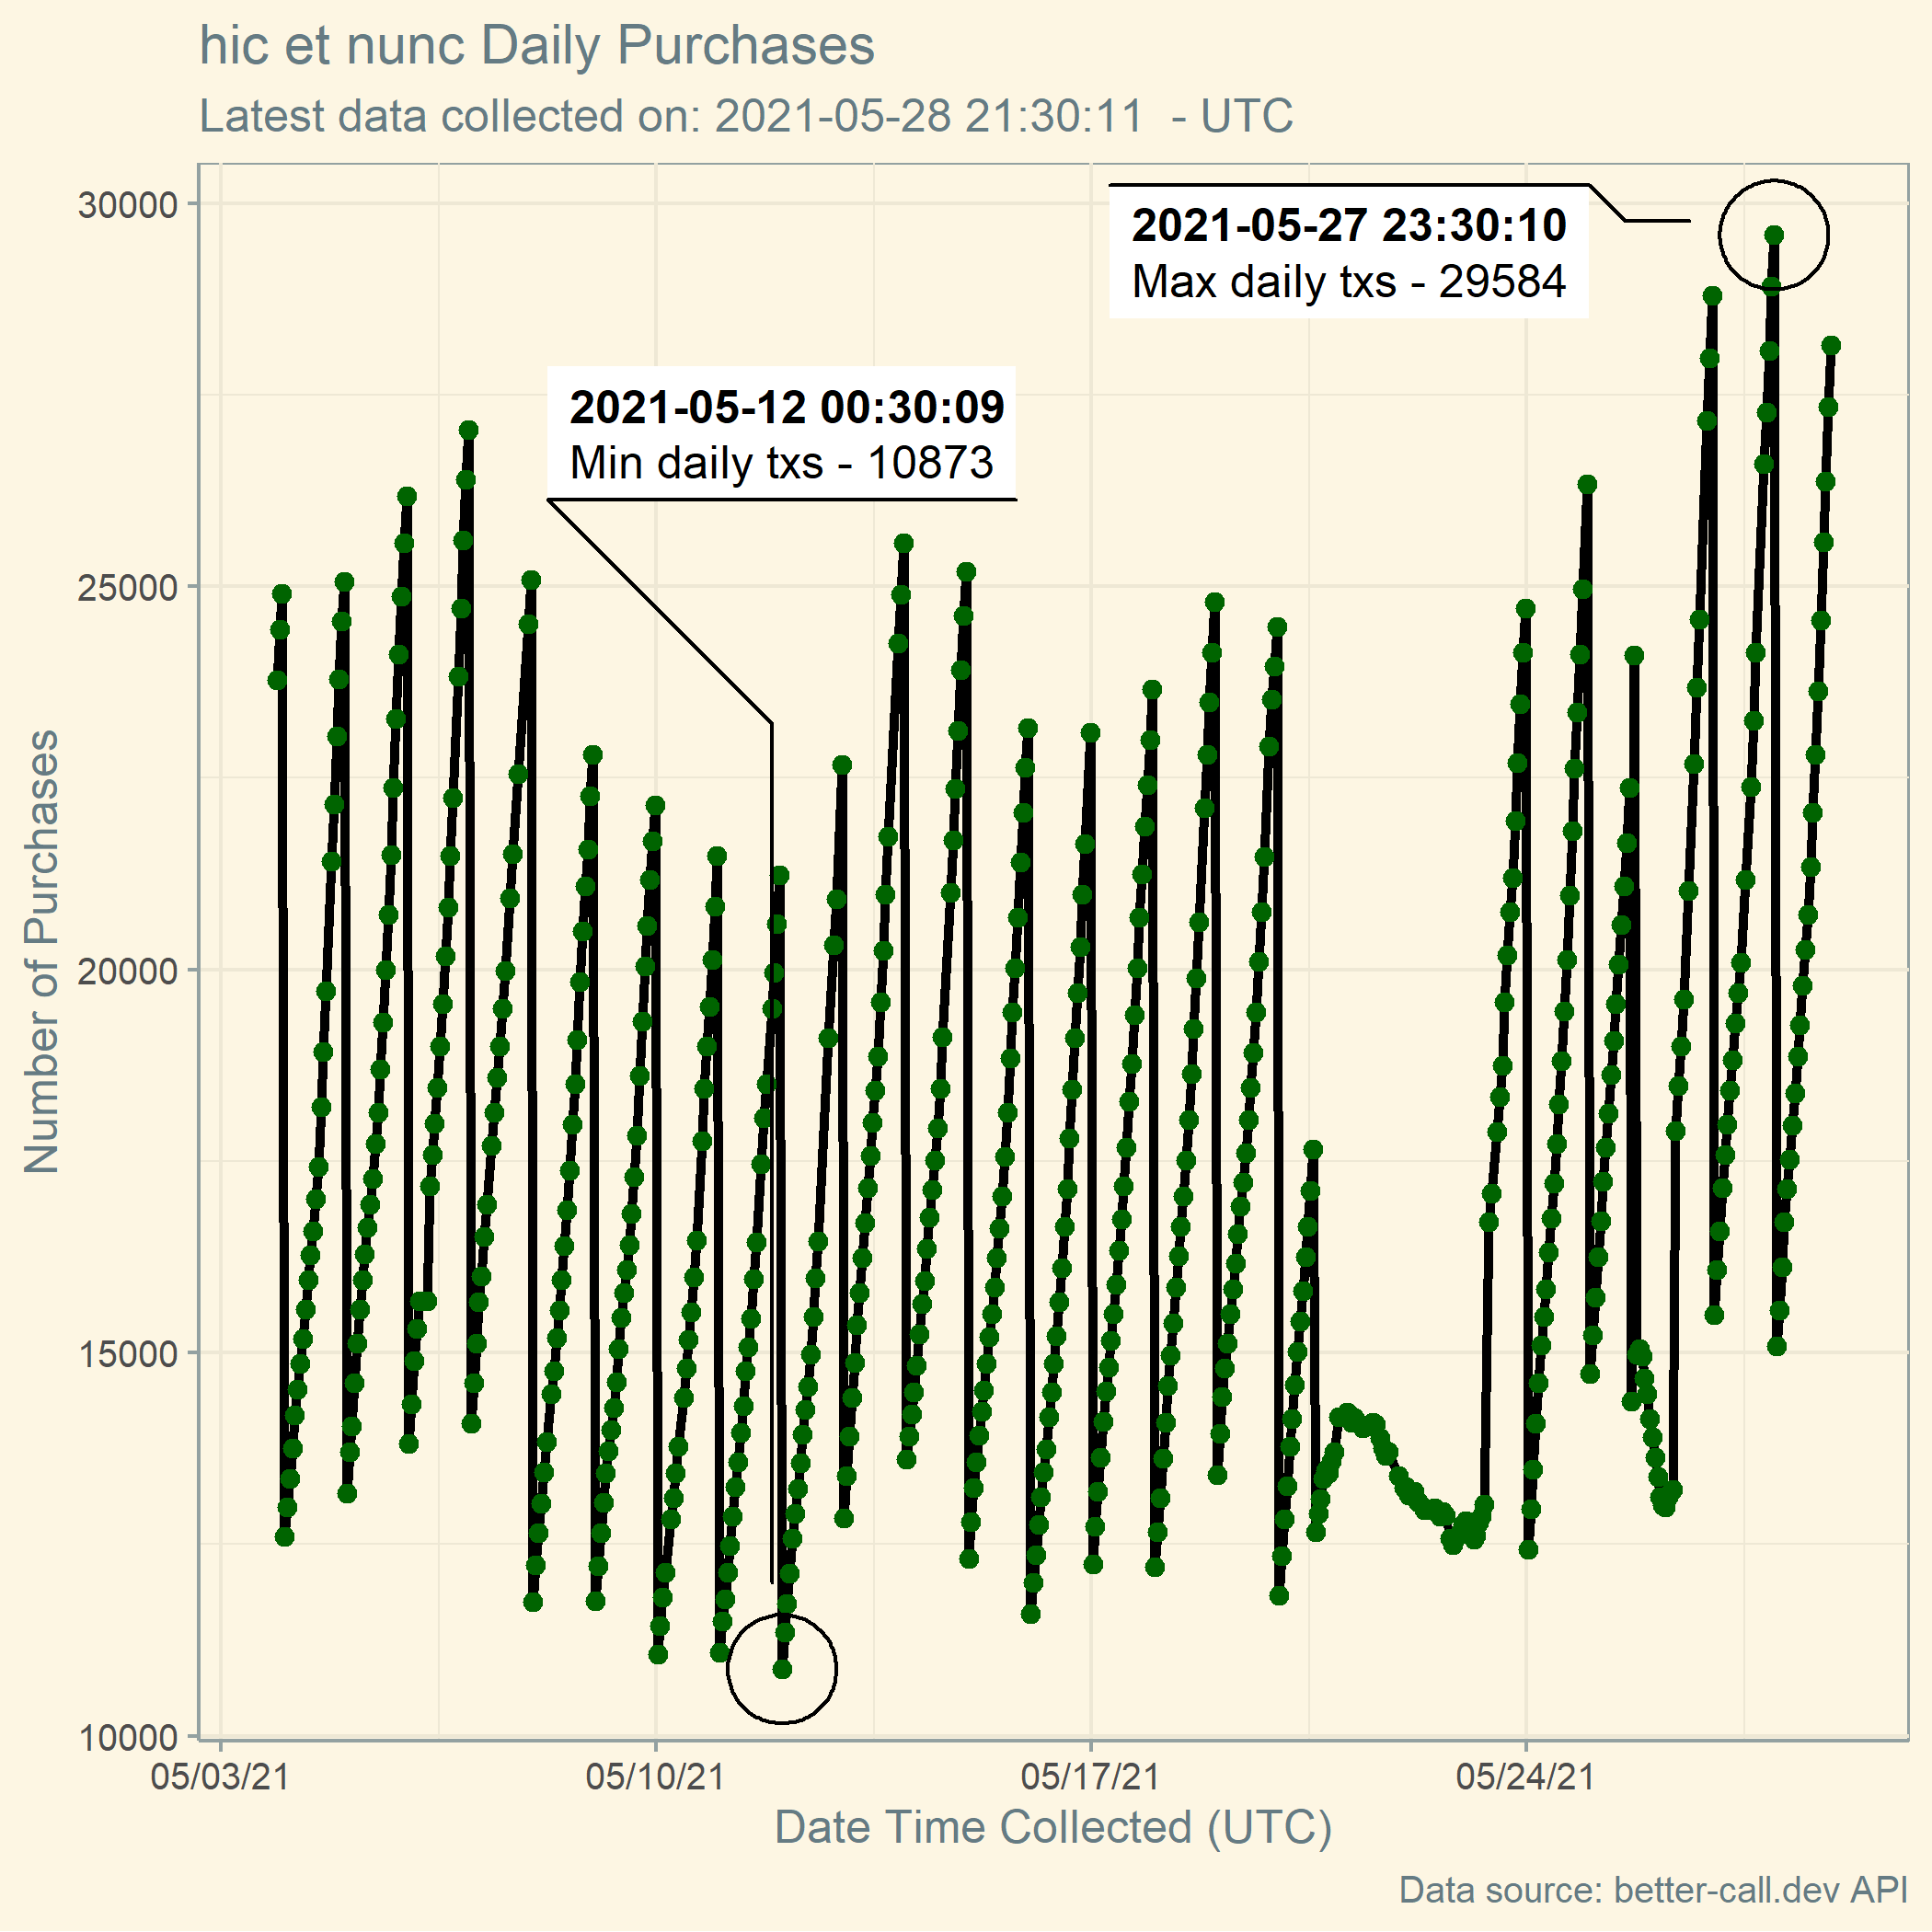 hic et nunc Daily Purchases
Latest data collected on: 2021-05-28 21:30:11  - UTC
30000
25000
20000
15000
10000
Number of Purchases
2021-05-27 23:30:10
Max daily txs - 29584
2021-05-12 00:30:09
Min daily txs - 10873
05/03/21
05/10/21
05/17/21
05/24/21
Date Time Collected (UTC)
Data source: better-call.dev API